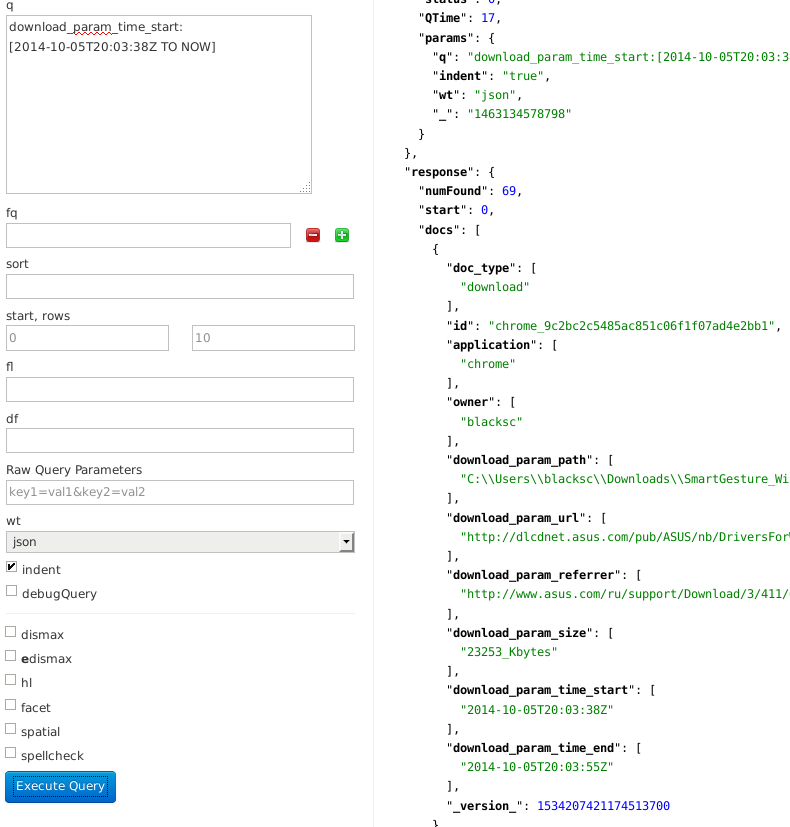 q
download_param_time_start:
[2014-10-05T20:03:38Z TO NOW]
fq
sort
start, rows
0
10
fl
df
Raw Query Parameters
key1=val1&key2=val2
wt
json
indent
debugQuery
dismax
edismax
hl
facet
spatial
spellcheck
Execute Query
"status": 0,
"QTime": 17,
"params": {
"q": "download_param_time_start:[2014-10-05T20:03:3
"indent": "true",
"wt": "json",
"_": "1463134578798"
}
},
"response": {
"numFound": 69,
"start": 0,
"docs": [
{
"doc_type": [
"download"
],
"id": "chrome_9c2bc2c5485ac851c06f1f07ad4e2bb1",
"application": [
"chrome"
],
"owner": [
"blacksc"
],
"download_param_path": [
"C:\\Users\\blacksc\\Downloads\\SmartGesture_Wi
],
"download_param_url": [
"http://dlcdnet.asus.com/pub/ASUS/nb/DriversForW
],
"download_param_referrer": [
"http://www.asus.com/ru/support/Download/3/411/
],
"download_param_size": [
"23253_Kbytes"
],
"download_param_time_start": [
"2014-10-05T20:03:38Z"
],
"download_param_time_end": [
"2014-10-05T20:03:55Z"
],
"_version_": 1534207421174513700
}